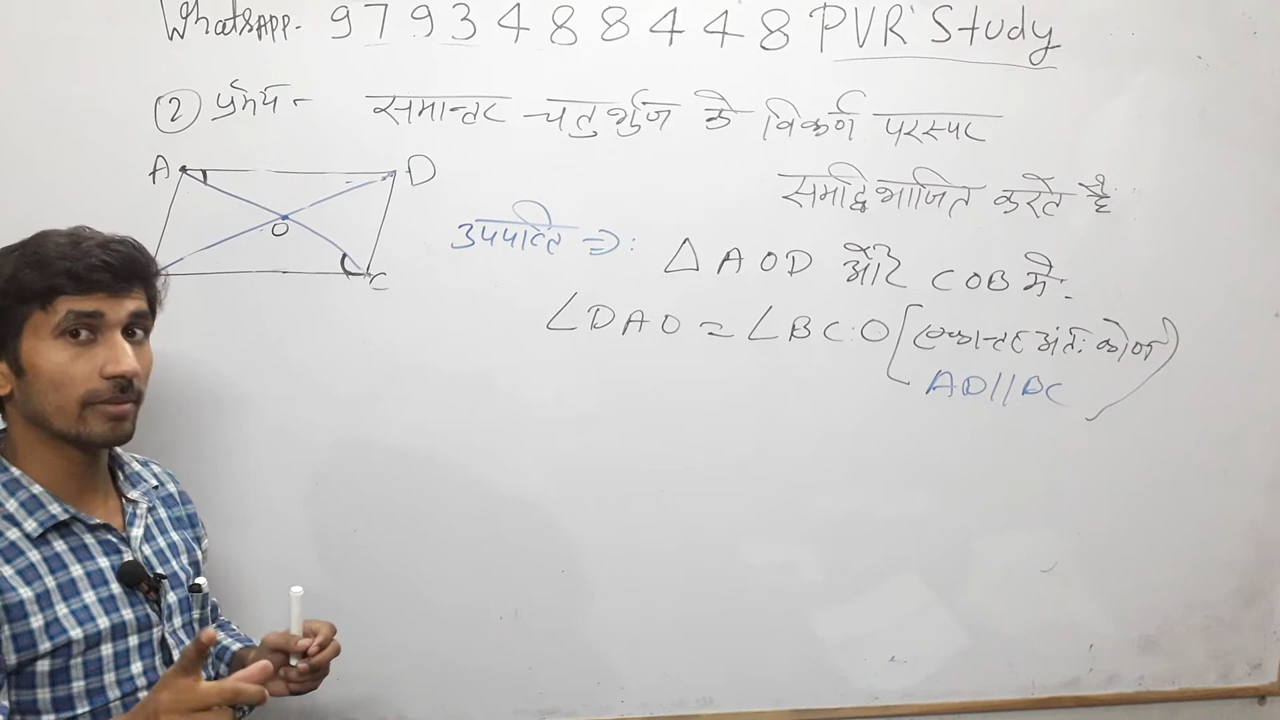 WhatsApp. 9793488448 PVR Study
② प्रमेय - समान्तर चतुर्भुज के विकर्ण परस्पर
समद्विभाजित करते है
A D
O
C
उपपत्ति ⇒: △ AOD और COB में.
∠DAO = ∠BCO (एकान्तर अंतः कोण
AD//BC)